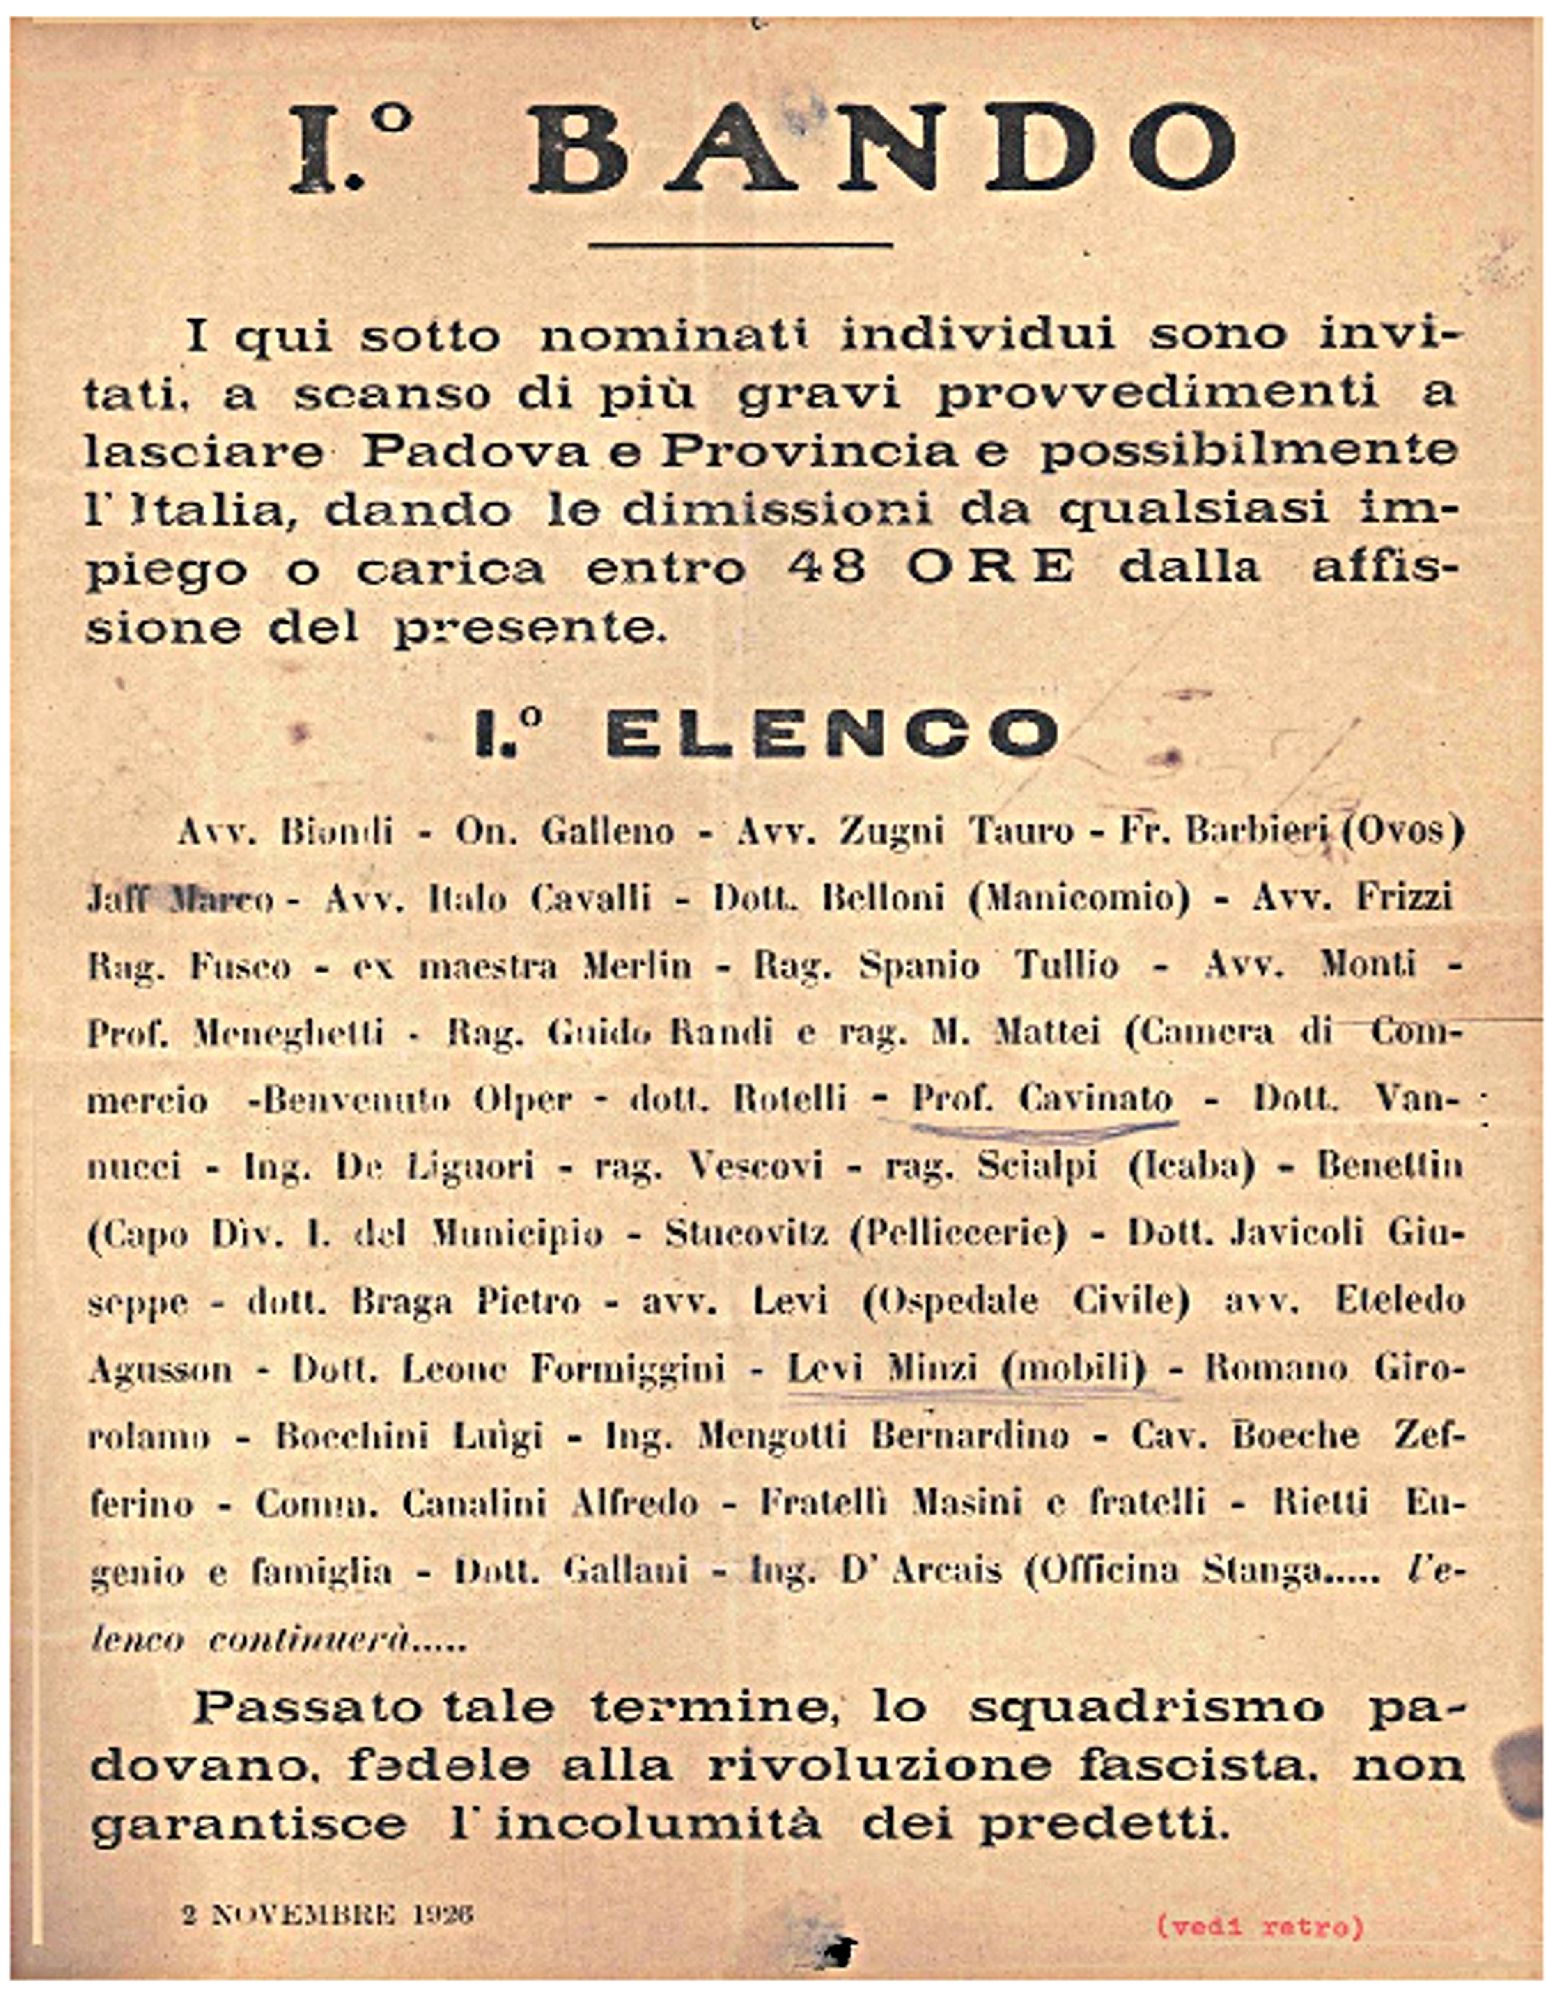 I.º BANDO
I qui sotto nominati individui sono invi-
tati, a scanso di più gravi provvedimenti a
lasciare Padova e Provincia e possibilmente
l'Italia, dando le dimissioni da qualsiasi im-
piego o carica entro 48 ORE dalla affis-
sione del presente.
I.º ELENCO
Avv. Biondi - On. Galleno - Avv. Zugni Tauro - Fr. Barbieri (Ovos)
Jaff Marco - Avv. Italo Cavalli - Dott. Belloni (Manicomio) - Avv. Frizzi
Rag. Fusco - ex maestra Merlin - Rag. Spanio Tullio - Avv. Monti -
Prof. Meneghetti - Rag. Guido Randi e rag. M. Mattei (Camera di Com-
mercio -Benvenuto Olper - dott. Rotelli - Prof. Cavinato - Dott. Van-
nucci - Ing. De Liguori - rag. Vescovi - rag. Scialpi (Icaba) - Benettin
(Capo Div. I. del Municipio - Stucovitz (Pelliccerie) - Dott. Javicoli Giu-
seppe - dott. Braga Pietro - avv. Levi (Ospedale Civile) avv. Eteledo
Agusson - Dott. Leone Formiggini - Levi Minzi (mobili) - Romano Giro-
rolamo - Bocchini Luigi - Ing. Mengotti Bernardino - Cav. Boeche Zef-
ferino - Comm. Canalini Alfredo - Fratelli Masini e fratelli - Rietti Eu-
genio e famiglia - Dott. Gallani - Ing. D'Arcais (Officina Stanga..... l'e-
lenco continuerà.....
Passato tale termine, lo squadrismo pa-
dovano, fedele alla rivoluzione fascista, non
garantisce l'incolumità dei predetti.
2 NOVEMBRE 1926
(vedi retro)